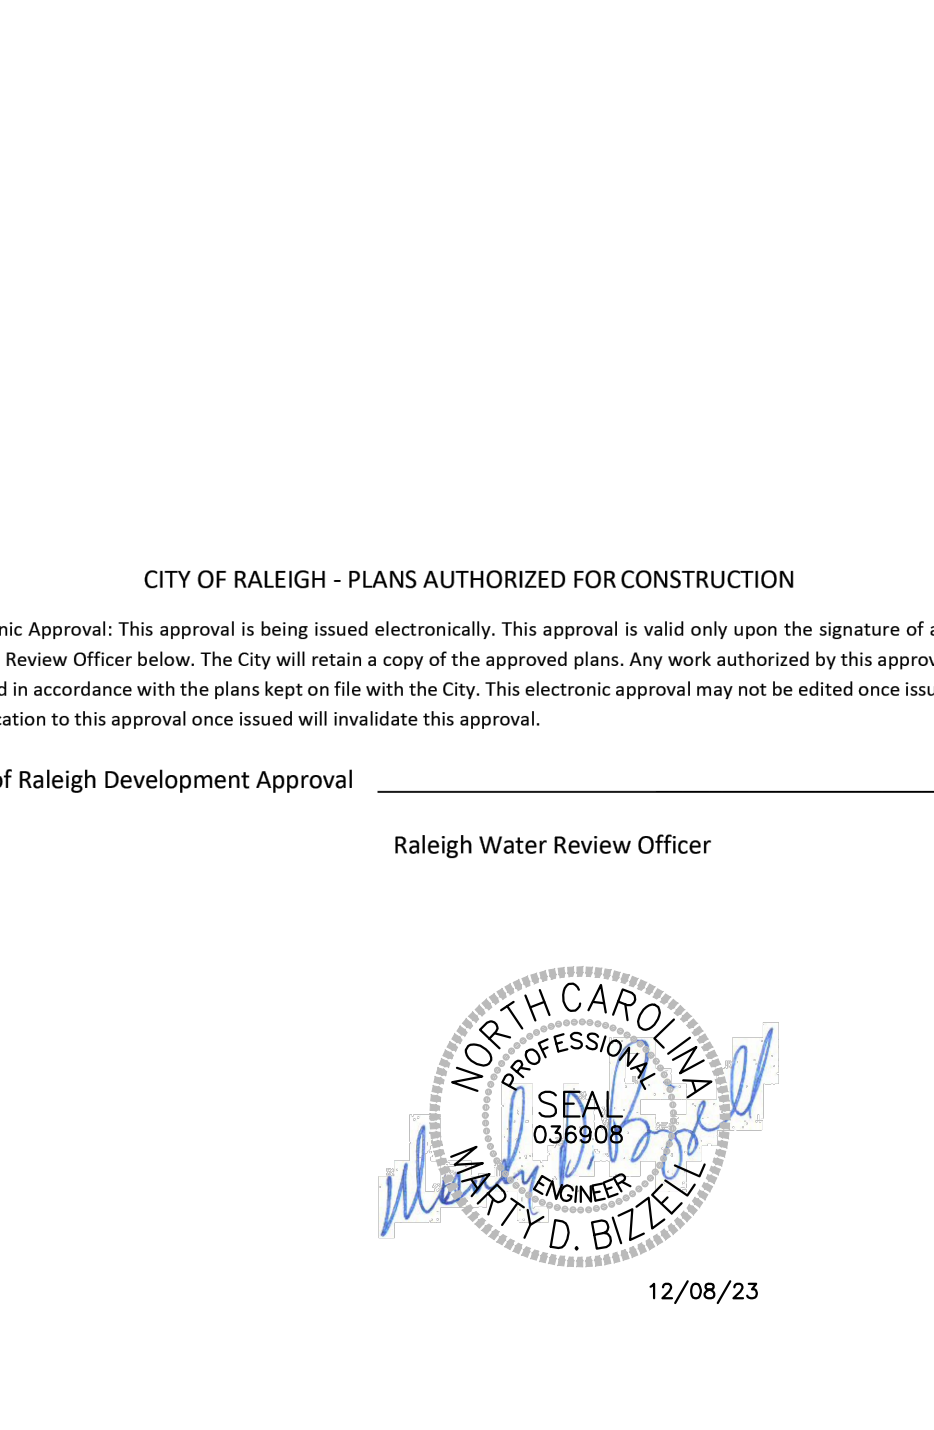 CITY OF RALEIGH - PLANS AUTHORIZED FOR CONSTRUCTION
nic Approval: This approval is being issued electronically. This approval is valid only upon the signature of a
Review Officer below. The City will retain a copy of the approved plans. Any work authorized by this approv
d in accordance with the plans kept on file with the City. This electronic approval may not be edited once issu
cation to this approval once issued will invalidate this approval.
of Raleigh Development Approval
Raleigh Water Review Officer
NORTH CAROLINA
PROFESSIONAL
SEAL
036908
ENGINEER
MARTY D. BIZZELL
Marty D. Bizzell
12/08/23